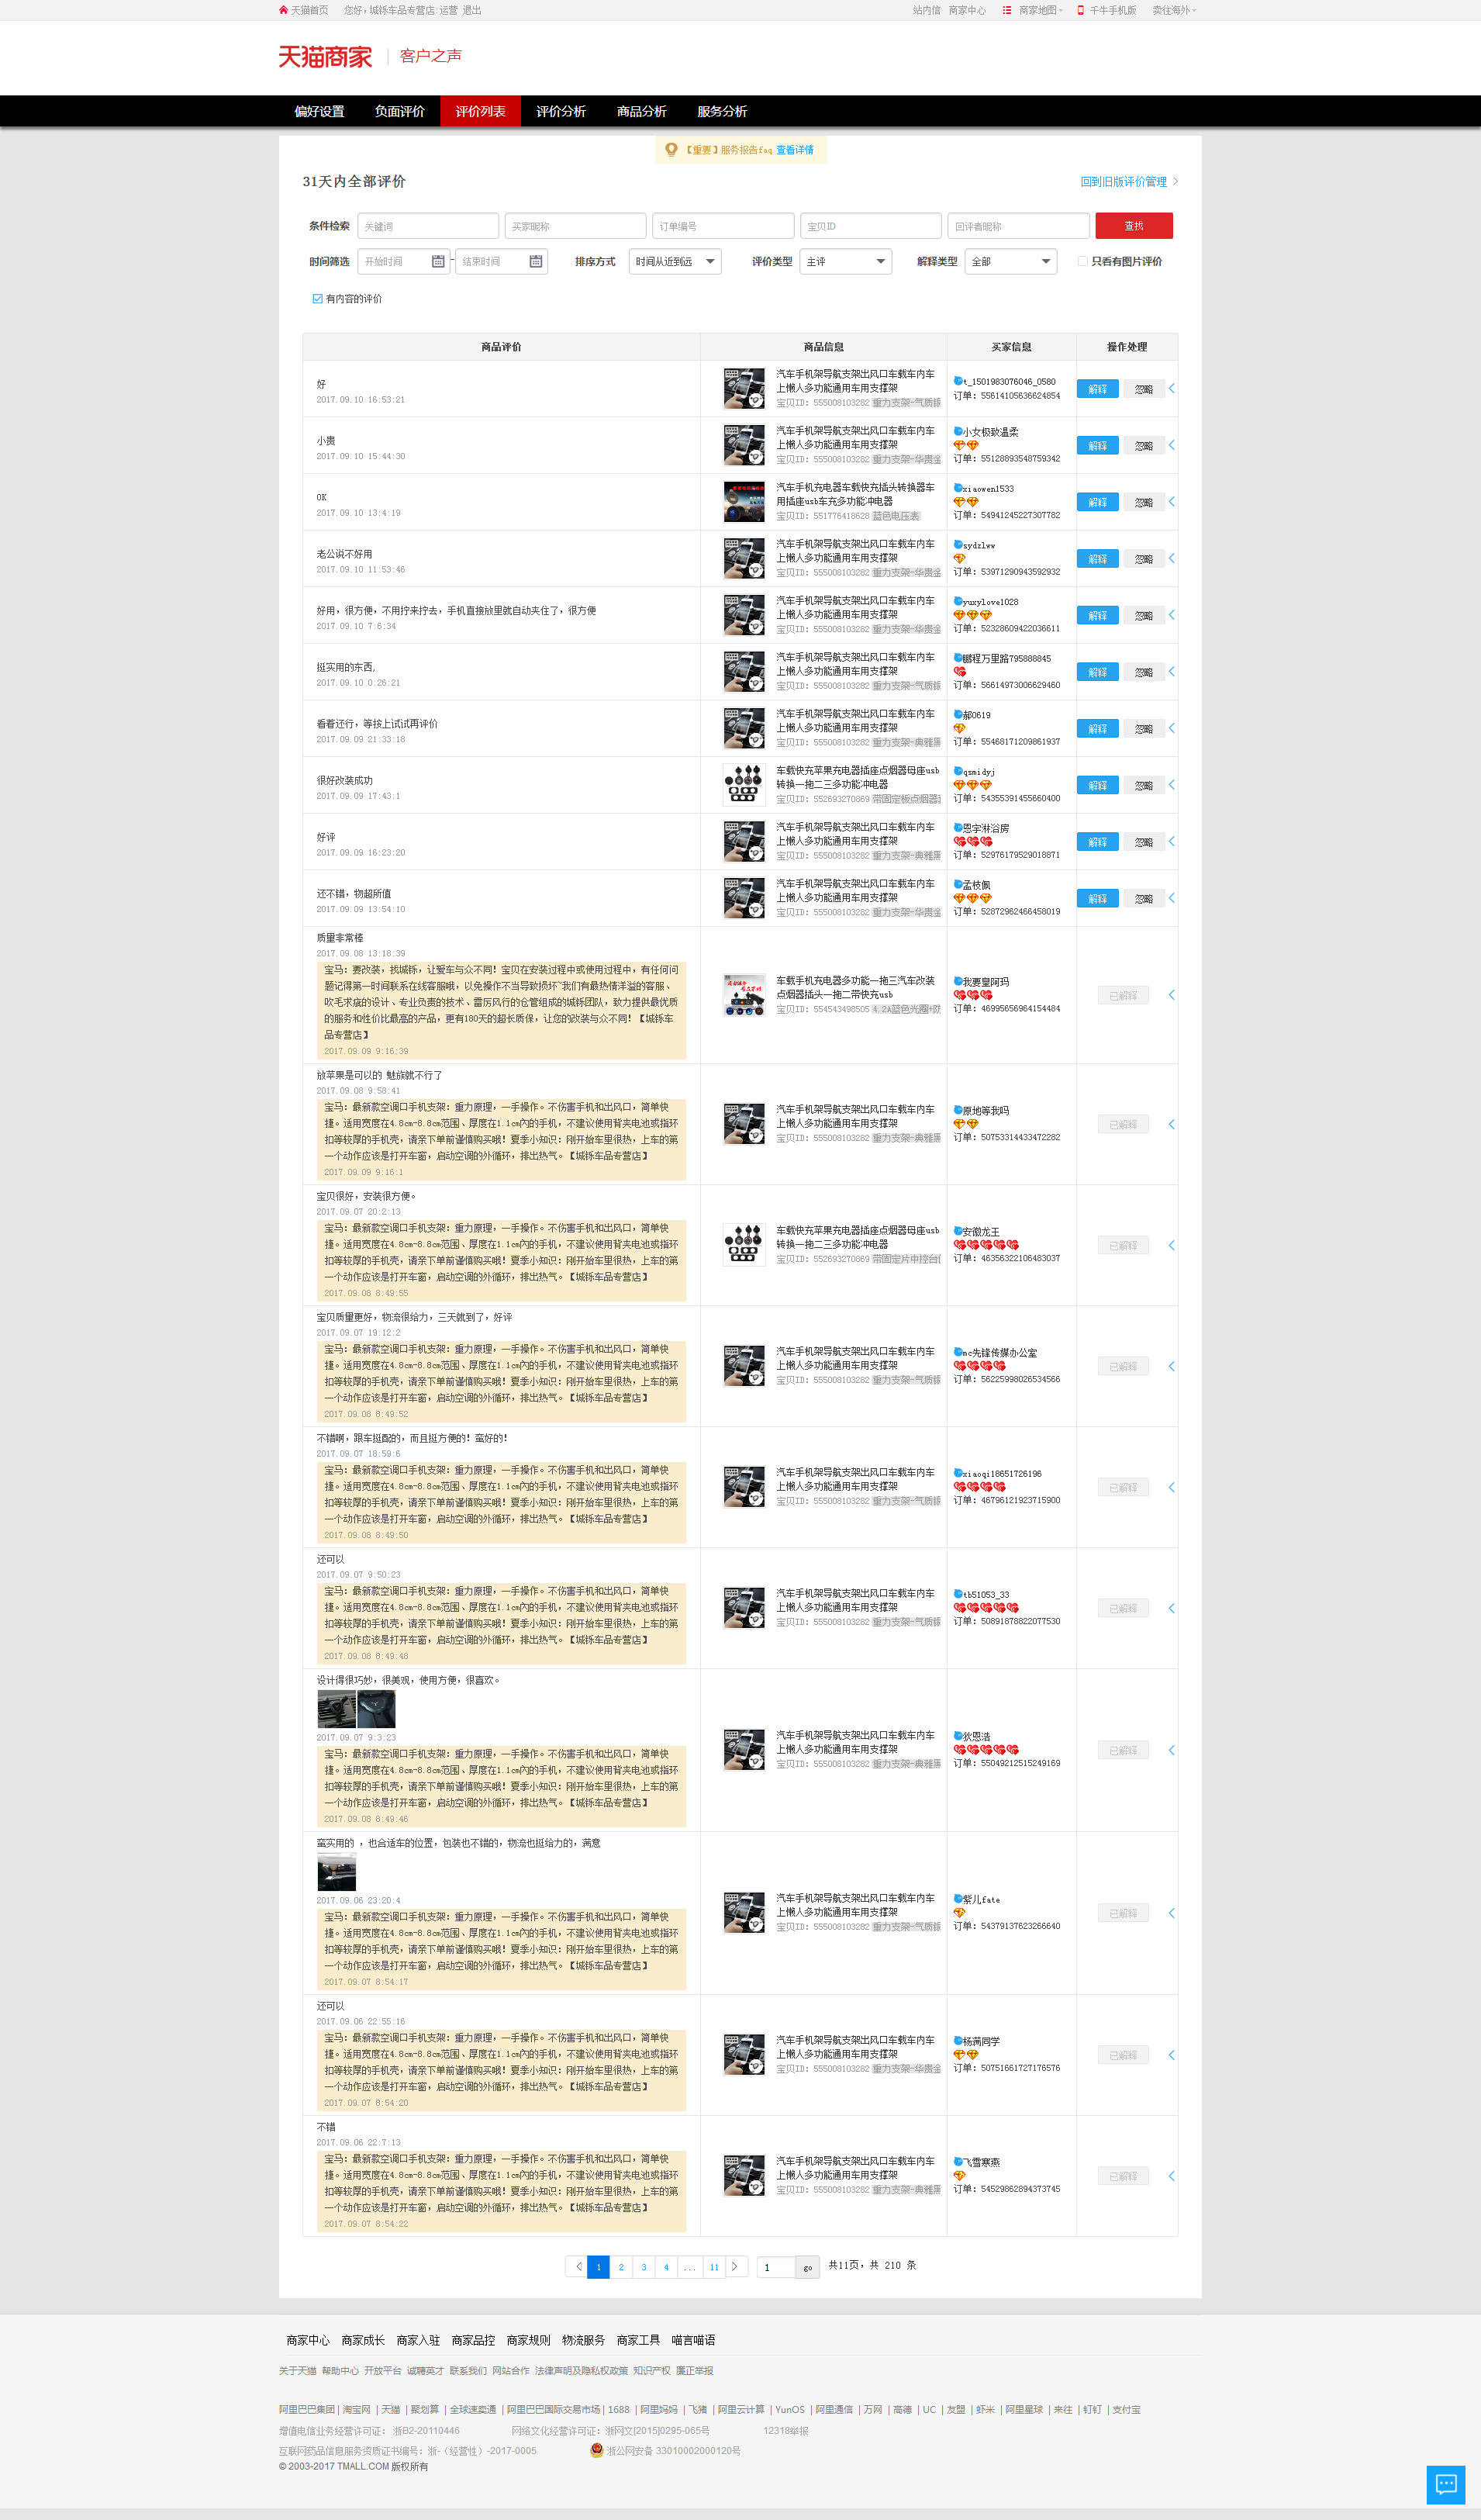 天猫首页 您好,城铄车品专营店:运营 退出 站内信 商家中心 商家地图 千牛手机版 卖往海外
天猫商家 客户之声
偏好设置 负面评价 评价列表 评价分析 商品分析 服务分析
【重要】服务报告faq 查看详情
31天内全部评价 回到旧版评价管理
条件检索 关键词 买家昵称 订单编号 宝贝ID 回评者昵称 查找
时间筛选 开始时间 - 结束时间 排序方式 时间从近到远 评价类型 主评 解释类型 全部 只看有图片评价
有内容的评价
商品评价 商品信息 买家信息 操作处理
好
2017.09.10 16:53:21
汽车手机架导航支架出风口车载车内车
上懒人多功能通用车用支撑架
宝贝ID: 555008103282 重力支架-气质银
t_1501983076046_0580
订单: 55614105636624854
解释 忽略
小贵
2017.09.10 15:44:30
汽车手机架导航支架出风口车载车内车
上懒人多功能通用车用支撑架
宝贝ID: 555008103282 重力支架-华贵金
小女极致温柔
订单: 55128893548759342
解释 忽略
OK
2017.09.10 13:4:19
汽车手机充电器车载快充插头转换器车
用插座usb车充多功能冲电器
宝贝ID: 551776418628 蓝色电压表
xiaowen1533
订单: 54941245227307782
解释 忽略
老公说不好用
2017.09.10 11:53:46
汽车手机架导航支架出风口车载车内车
上懒人多功能通用车用支撑架
宝贝ID: 555008103282 重力支架-华贵金
sydzlww
订单: 53971290943592932
解释 忽略
好用，很方便，不用拧来拧去，手机直接放里就自动夹住了，很方便
2017.09.10 7:6:34
汽车手机架导航支架出风口车载车内车
上懒人多功能通用车用支撑架
宝贝ID: 555008103282 重力支架-华贵金
yuxylove1028
订单: 52328609422036611
解释 忽略
挺实用的东西,
2017.09.10 0:26:21
汽车手机架导航支架出风口车载车内车
上懒人多功能通用车用支撑架
宝贝ID: 555008103282 重力支架-气质银
鹏程万里路795888845
订单: 56614973006629460
解释 忽略
看着还行，等按上试试再评价
2017.09.09 21:33:18
汽车手机架导航支架出风口车载车内车
上懒人多功能通用车用支撑架
宝贝ID: 555008103282 重力支架-典雅黑
郝0619
订单: 55468171209861937
解释 忽略
很好改装成功
2017.09.09 17:43:1
车载快充苹果充电器插座点烟器母座usb
转换一拖二三多功能冲电器
宝贝ID: 552693270869 带固定板点烟器
qsmidyj
订单: 54355391455660400
解释 忽略
好评
2017.09.09 16:23:20
汽车手机架导航支架出风口车载车内车
上懒人多功能通用车用支撑架
宝贝ID: 555008103282 重力支架-典雅黑
恩宇淋浴房
订单: 52976179529018871
解释 忽略
还不错，物超所值
2017.09.09 13:54:10
汽车手机架导航支架出风口车载车内车
上懒人多功能通用车用支撑架
宝贝ID: 555008103282 重力支架-华贵金
孟枝佩
订单: 52872962466458019
解释 忽略
质量非常棒
2017.09.08 13:18:39
宝马：要改装，找城铄，让爱车与众不同！宝贝在安装过程中或使用过程中，有任何问
题记得第一时间联系在线客服哦，以免操作不当导致损坏~我们有最热情洋溢的客服、
吹毛求疵的设计、专业负责的技术、雷厉风行的仓管组成的城铄团队，致力提供最优质
的服务和性价比最高的产品，更有180天的超长质保，让您的改装与众不同！【城铄车
品专营店】
2017.09.09 9:16:39
车载手机充电器多功能一拖三汽车改装
点烟器插头一拖二带快充usb
宝贝ID: 554543498505 4.2A蓝色光圈+防
我要皇阿玛
订单: 46995656964154484
已解释
放苹果是可以的 魅族就不行了
2017.09.08 9:58:41
宝马：最新款空调口手机支架：重力原理，一手操作。不伤害手机和出风口，简单快
捷。适用宽度在4.8cm-8.8cm范围、厚度在1.1cm内的手机，不建议使用背夹电池或指环
扣等较厚的手机壳，请亲下单前谨慎购买哦！夏季小知识：刚开始车里很热，上车的第
一个动作应该是打开车窗，启动空调的外循环，排出热气。【城铄车品专营店】
2017.09.09 9:16:1
汽车手机架导航支架出风口车载车内车
上懒人多功能通用车用支撑架
宝贝ID: 555008103282 重力支架-典雅黑
原地等我吗
订单: 50753314433472282
已解释
宝贝很好，安装很方便。
2017.09.07 20:2:13
宝马：最新款空调口手机支架：重力原理，一手操作。不伤害手机和出风口，简单快
捷。适用宽度在4.8cm-8.8cm范围、厚度在1.1cm内的手机，不建议使用背夹电池或指环
扣等较厚的手机壳，请亲下单前谨慎购买哦！夏季小知识：刚开始车里很热，上车的第
一个动作应该是打开车窗，启动空调的外循环，排出热气。【城铄车品专营店】
2017.09.08 8:49:55
车载快充苹果充电器插座点烟器母座usb
转换一拖二三多功能冲电器
宝贝ID: 552693270869 带固定片中控台
安徽龙王
订单: 46356322106483037
已解释
宝贝质量更好，物流很给力，三天就到了，好评
2017.09.07 19:12:2
宝马：最新款空调口手机支架：重力原理，一手操作。不伤害手机和出风口，简单快
捷。适用宽度在4.8cm-8.8cm范围、厚度在1.1cm内的手机，不建议使用背夹电池或指环
扣等较厚的手机壳，请亲下单前谨慎购买哦！夏季小知识：刚开始车里很热，上车的第
一个动作应该是打开车窗，启动空调的外循环，排出热气。【城铄车品专营店】
2017.09.08 8:49:52
汽车手机架导航支架出风口车载车内车
上懒人多功能通用车用支撑架
宝贝ID: 555008103282 重力支架-气质银
mc先锋传媒办公室
订单: 56225998026534566
已解释
不错啊，跟车挺配的，而且挺方便的！蛮好的！
2017.09.07 18:59:6
宝马：最新款空调口手机支架：重力原理，一手操作。不伤害手机和出风口，简单快
捷。适用宽度在4.8cm-8.8cm范围、厚度在1.1cm内的手机，不建议使用背夹电池或指环
扣等较厚的手机壳，请亲下单前谨慎购买哦！夏季小知识：刚开始车里很热，上车的第
一个动作应该是打开车窗，启动空调的外循环，排出热气。【城铄车品专营店】
2017.09.08 8:49:50
汽车手机架导航支架出风口车载车内车
上懒人多功能通用车用支撑架
宝贝ID: 555008103282 重力支架-气质银
xiaoqi18651726196
订单: 46796121923715900
已解释
还可以
2017.09.07 9:50:23
宝马：最新款空调口手机支架：重力原理，一手操作。不伤害手机和出风口，简单快
捷。适用宽度在4.8cm-8.8cm范围、厚度在1.1cm内的手机，不建议使用背夹电池或指环
扣等较厚的手机壳，请亲下单前谨慎购买哦！夏季小知识：刚开始车里很热，上车的第
一个动作应该是打开车窗，启动空调的外循环，排出热气。【城铄车品专营店】
2017.09.08 8:49:48
汽车手机架导航支架出风口车载车内车
上懒人多功能通用车用支撑架
宝贝ID: 555008103282 重力支架-气质银
tb51053_33
订单: 50891878822077530
已解释
设计得很巧妙，很美观，使用方便，很喜欢。
2017.09.07 9:3:23
宝马：最新款空调口手机支架：重力原理，一手操作。不伤害手机和出风口，简单快
捷。适用宽度在4.8cm-8.8cm范围、厚度在1.1cm内的手机，不建议使用背夹电池或指环
扣等较厚的手机壳，请亲下单前谨慎购买哦！夏季小知识：刚开始车里很热，上车的第
一个动作应该是打开车窗，启动空调的外循环，排出热气。【城铄车品专营店】
2017.09.08 8:49:46
汽车手机架导航支架出风口车载车内车
上懒人多功能通用车用支撑架
宝贝ID: 555008103282 重力支架-典雅黑
狄恩浩
订单: 55049212515249169
已解释
蛮实用的 ，也合适车的位置，包装也不错的，物流也挺给力的，满意
2017.09.06 23:20:4
宝马：最新款空调口手机支架：重力原理，一手操作。不伤害手机和出风口，简单快
捷。适用宽度在4.8cm-8.8cm范围、厚度在1.1cm内的手机，不建议使用背夹电池或指环
扣等较厚的手机壳，请亲下单前谨慎购买哦！夏季小知识：刚开始车里很热，上车的第
一个动作应该是打开车窗，启动空调的外循环，排出热气。【城铄车品专营店】
2017.09.07 8:54:17
汽车手机架导航支架出风口车载车内车
上懒人多功能通用车用支撑架
宝贝ID: 555008103282 重力支架-气质银
紫儿fate
订单: 54379137623266640
已解释
还可以
2017.09.06 22:55:16
宝马：最新款空调口手机支架：重力原理，一手操作。不伤害手机和出风口，简单快
捷。适用宽度在4.8cm-8.8cm范围、厚度在1.1cm内的手机，不建议使用背夹电池或指环
扣等较厚的手机壳，请亲下单前谨慎购买哦！夏季小知识：刚开始车里很热，上车的第
一个动作应该是打开车窗，启动空调的外循环，排出热气。【城铄车品专营店】
2017.09.07 8:54:20
汽车手机架导航支架出风口车载车内车
上懒人多功能通用车用支撑架
宝贝ID: 555008103282 重力支架-华贵金
杨满同学
订单: 50751661727176576
已解释
不错
2017.09.06 22:7:13
宝马：最新款空调口手机支架：重力原理，一手操作。不伤害手机和出风口，简单快
捷。适用宽度在4.8cm-8.8cm范围、厚度在1.1cm内的手机，不建议使用背夹电池或指环
扣等较厚的手机壳，请亲下单前谨慎购买哦！夏季小知识：刚开始车里很热，上车的第
一个动作应该是打开车窗，启动空调的外循环，排出热气。【城铄车品专营店】
2017.09.07 8:54:22
汽车手机架导航支架出风口车载车内车
上懒人多功能通用车用支撑架
宝贝ID: 555008103282 重力支架-典雅黑
飞雪寒燕
订单: 54529862894373745
已解释
1 2 3 4 ... 11 1 go 共11页，共 210 条
商家中心 商家成长 商家入驻 商家品控 商家规则 物流服务 商家工具 喵言喵语
关于天猫 帮助中心 开放平台 诚聘英才 联系我们 网站合作 法律声明及隐私权政策 知识产权 廉正举报
阿里巴巴集团 | 淘宝网 | 天猫 | 聚划算 | 全球速卖通 | 阿里巴巴国际交易市场 | 1688 | 阿里妈妈 | 飞猪 | 阿里云计算 | YunOS | 阿里通信 | 万网 | 高德 | UC | 友盟 | 虾米 | 阿里星球 | 来往 | 钉钉 | 支付宝
增值电信业务经营许可证： 浙B2-20110446 网络文化经营许可证：浙网文[2015]0295-065号 12318举报
互联网药品信息服务资质证书编号：浙-（经营性）-2017-0005 浙公网安备 33010002000120号
© 2003-2017 TMALL.COM 版权所有